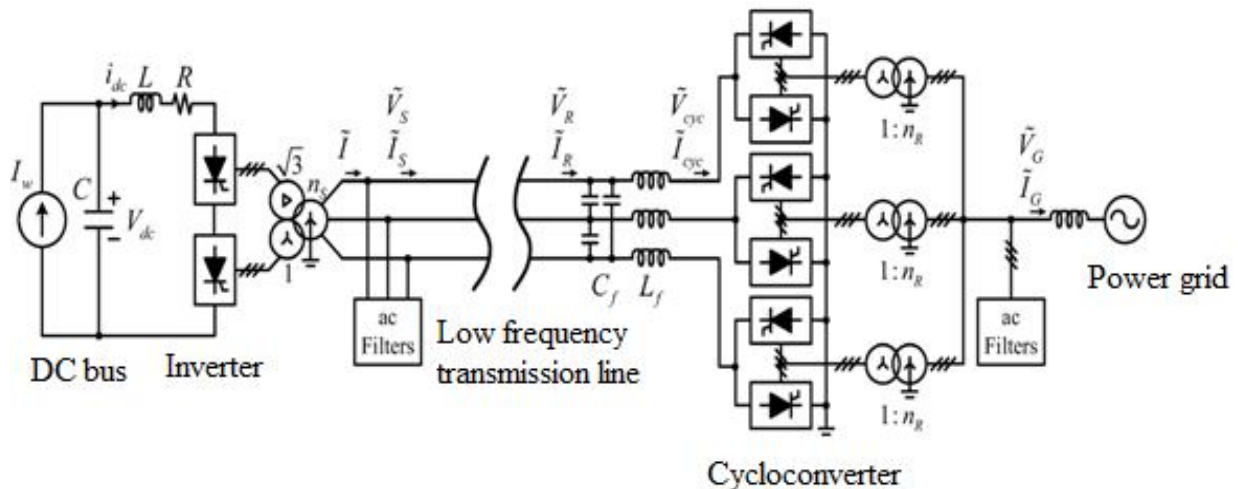 i_dc L R
I_w
C
+
V_dc
−
√3
n_S
1
Ĩ
Ṽ_S
Ĩ_S
Ṽ_R
Ĩ_R
Ṽ_cyc
Ĩ_cyc
C_f L_f
ac
Filters
1:n_R
1:n_R
1:n_R
Ṽ_G
Ĩ_G
ac
Filters
DC bus
Inverter
Low frequency
transmission line
Cycloconverter
Power grid